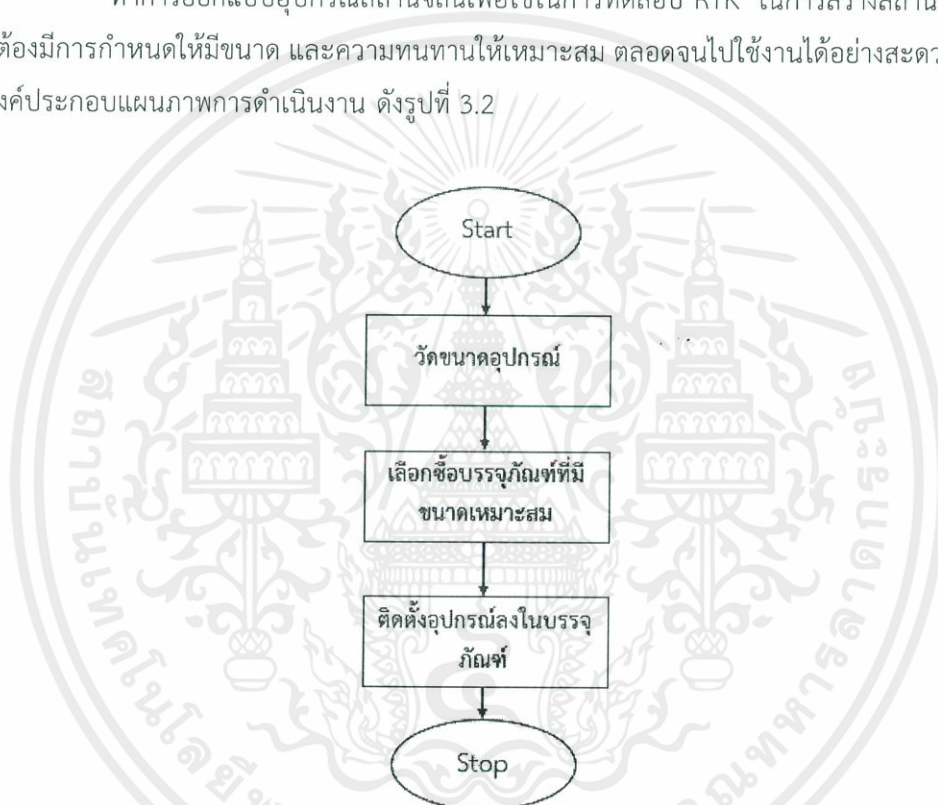 ต้องมีการกำหนดให้มีขนาด และความทนทานให้เหมาะสม ตลอดจนไปใช้งานได้อย่างสะดว
งค์ประกอบแผนภาพการดำเนินงาน ดังรูปที่ 3.2
Start
วัดขนาดอุปกรณ์
เลือกซื้อบรรจุภัณฑ์ที่มี
ขนาดเหมาะสม
ติดตั้งอุปกรณ์ลงในบรรจุ
ภัณฑ์
Stop